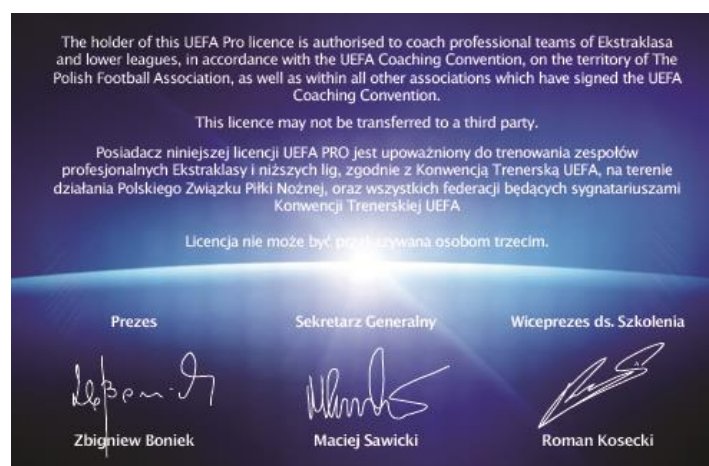 The holder of this UEFA Pro licence is authorised to coach professional teams of Ekstraklasa
and lower leagues, in accordance with the UEFA Coaching Convention, on the territory of The
Polish Football Association, as well as within all other associations which have signed the UEFA
Coaching Convention.
This licence may not be transferred to a third party.
Posiadacz niniejszej licencji UEFA PRO jest upoważniony do trenowania zespołów
profesjonalnych Ekstraklasy i niższych lig, zgodnie z Konwencją Trenerską UEFA, na terenie
działania Polskiego Związku Piłki Nożnej, oraz wszystkich federacji będących sygnatariuszami
Konwencji Trenerskiej UEFA
Licencja nie może być przekazywana osobom trzecim.
Prezes Sekretarz Generalny Wiceprezes ds. Szkolenia
Zbigniew Boniek Maciej Sawicki Roman Kosecki